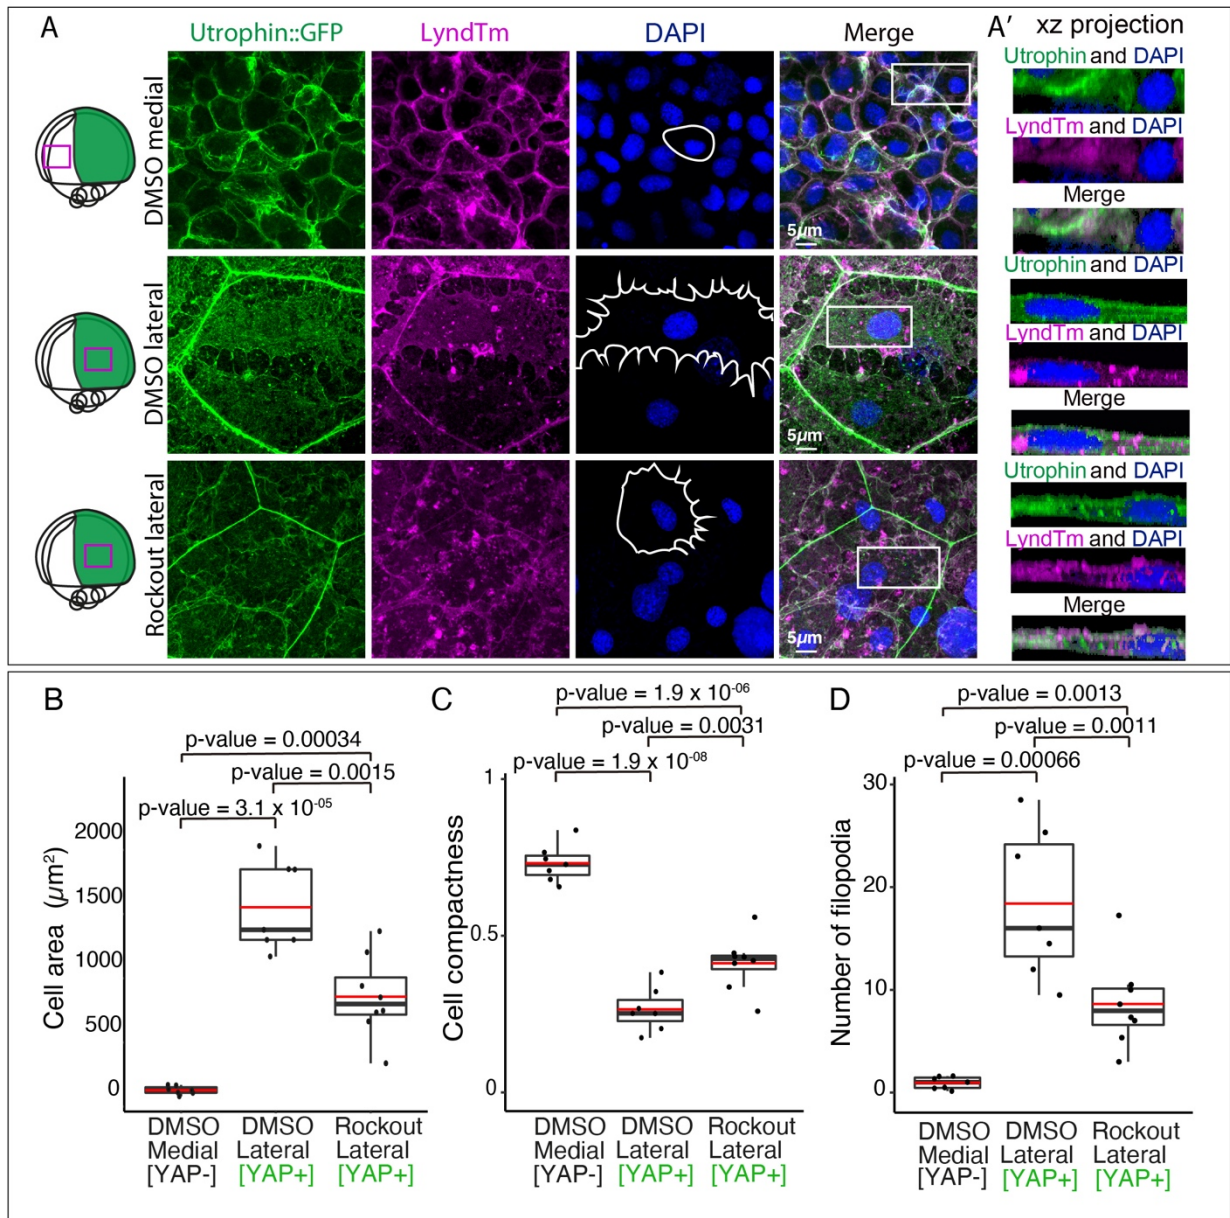 A
Utrophin::GFP
LyndTm
DAPI
Merge
A' xz projection
DMSO medial
5µm
Utrophin and DAPI
LyndTm and DAPI
Merge
DMSO lateral
5µm
Utrophin and DAPI
LyndTm and DAPI
Merge
Rockout lateral
5µm
Utrophin and DAPI
LyndTm and DAPI
Merge
B
p-value = 0.00034
p-value = 0.0015
p-value = 3.1 x 10-05
Cell area (µm2)
2000
1500
1000
500
0
DMSO Medial [YAP-]
DMSO Lateral [YAP+]
Rockout Lateral [YAP+]
C
p-value = 1.9 x 10-06
p-value = 0.0031
p-value = 1.9 x 10-08
Cell compactness
1
0.5
0
DMSO Medial [YAP-]
DMSO Lateral [YAP+]
Rockout Lateral [YAP+]
D
p-value = 0.0013
p-value = 0.0011
p-value = 0.00066
Number of filopodia
30
20
10
0
DMSO Medial [YAP-]
DMSO Lateral [YAP+]
Rockout Lateral [YAP+]